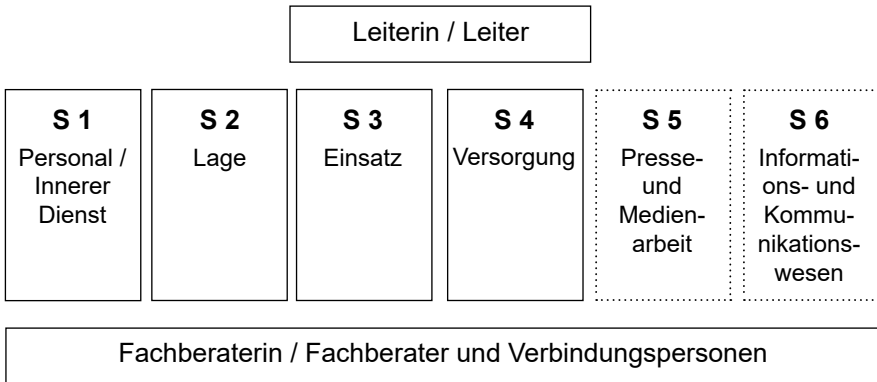 Leiterin / Leiter
S 1
Personal /
Innerer
Dienst
S 2
Lage
S 3
Einsatz
S 4
Versorgung
S 5
Presse-
und
Medien-
arbeit
S 6
Informati-
ons- und
Kommu-
nikations-
wesen
Fachberaterin / Fachberater und Verbindungspersonen